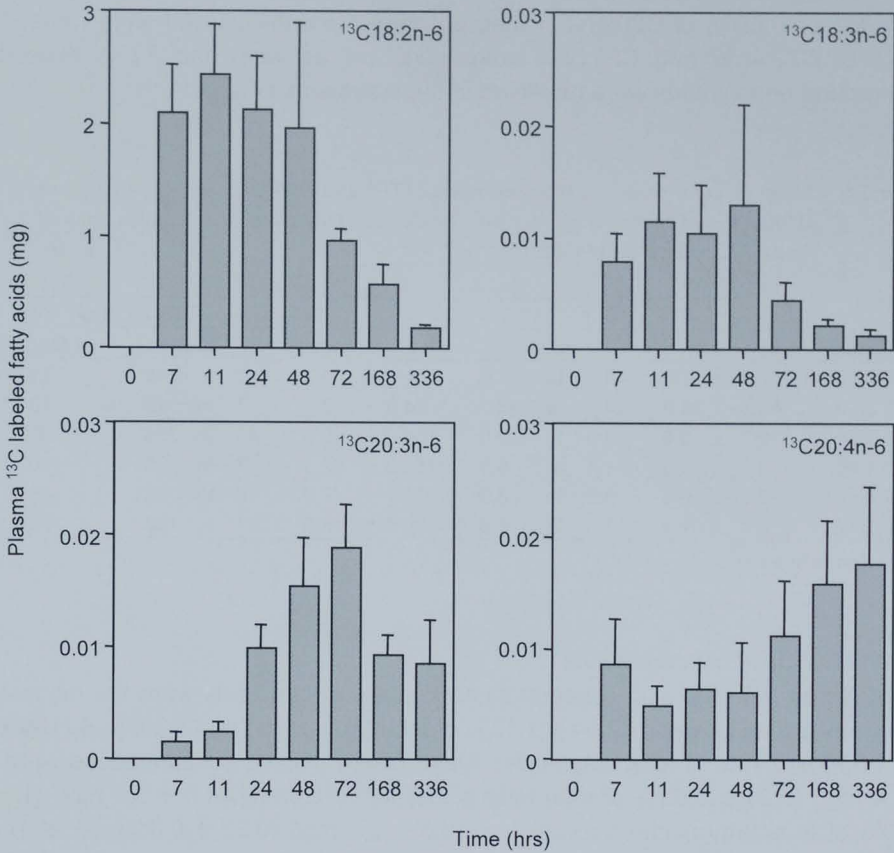 Plasma ¹³C labeled fatty acids (mg)
¹³C18:2n-6
3
2
1
0
0 7 11 24 48 72 168 336
¹³C18:3n-6
0.03
0.02
0.01
0
0 7 11 24 48 72 168 336
¹³C20:3n-6
0.03
0.02
0.01
0
0 7 11 24 48 72 168 336
¹³C20:4n-6
0.03
0.02
0.01
0
0 7 11 24 48 72 168 336
Time (hrs)